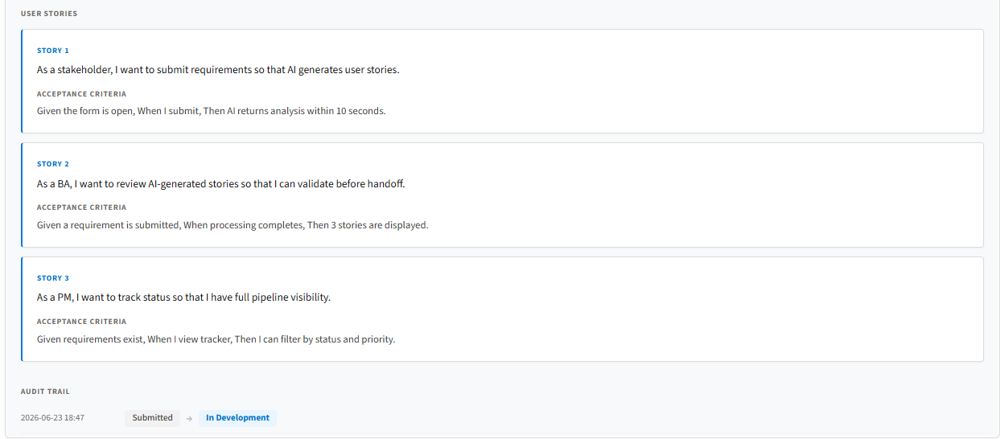 USER STORIES
STORY 1
As a stakeholder, I want to submit requirements so that AI generates user stories.
ACCEPTANCE CRITERIA
Given the form is open, When I submit, Then AI returns analysis within 10 seconds.
STORY 2
As a BA, I want to review AI-generated stories so that I can validate before handoff.
ACCEPTANCE CRITERIA
Given a requirement is submitted, When processing completes, Then 3 stories are displayed.
STORY 3
As a PM, I want to track status so that I have full pipeline visibility.
ACCEPTANCE CRITERIA
Given requirements exist, When I view tracker, Then I can filter by status and priority.
AUDIT TRAIL
2026-06-23 18:47 Submitted → In Development